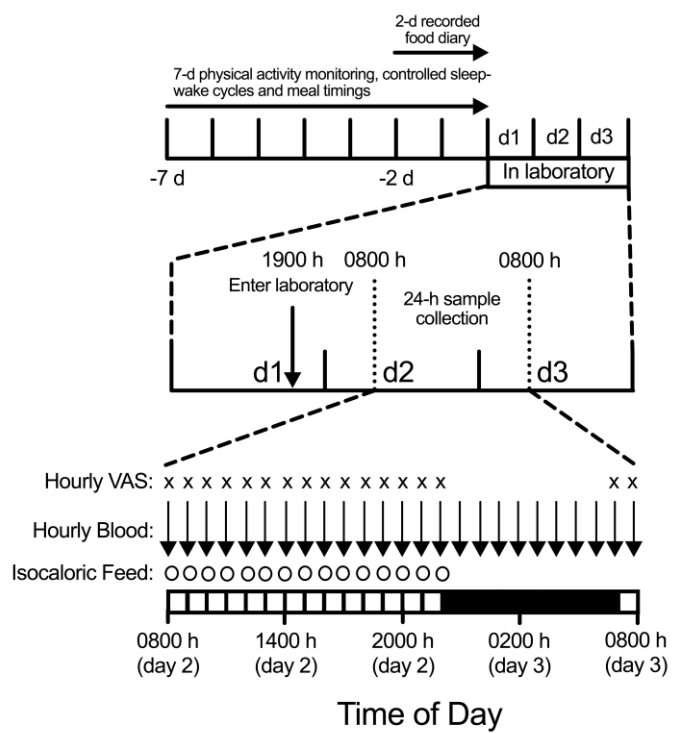 2-d recorded
food diary
7-d physical activity monitoring, controlled sleep-
wake cycles and meal timings
d1 d2 d3
-7 d -2 d In laboratory
1900 h 0800 h 0800 h
Enter laboratory
24-h sample
collection
d1 d2 d3
Hourly VAS: x x x x x x x x x x x x x x x x x
Hourly Blood:
Isocaloric Feed: O O O O O O O O O O O O O O O
0800 h 1400 h 2000 h 0200 h 0800 h
(day 2) (day 2) (day 2) (day 3) (day 3)
Time of Day